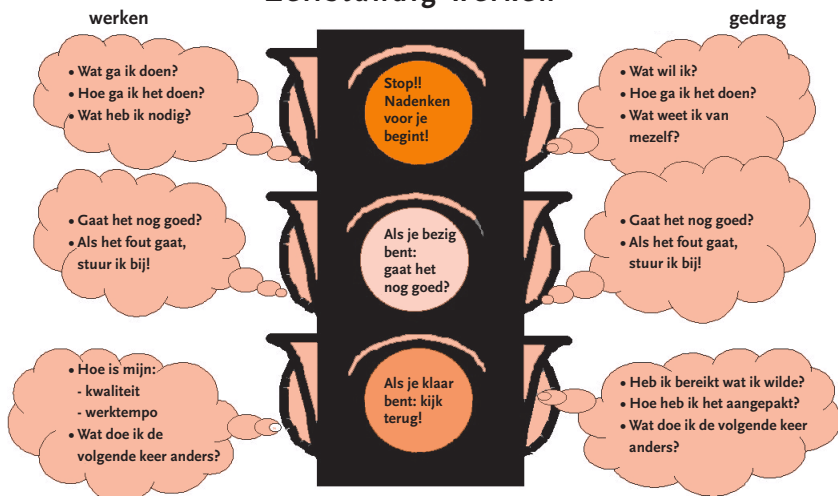 werken
gedrag
• Wat ga ik doen?
• Hoe ga ik het doen?
• Wat heb ik nodig?
Stop!!
Nadenken
voor je
begint!
• Wat wil ik?
• Hoe ga ik het doen?
• Wat weet ik van
mezelf?
• Gaat het nog goed?
• Als het fout gaat,
stuur ik bij!
Als je bezig
bent:
gaat het
nog goed?
• Gaat het nog goed?
• Als het fout gaat,
stuur ik bij!
• Hoe is mijn:
- kwaliteit
- werktempo
• Wat doe ik de
volgende keer anders?
Als je klaar
bent: kijk
terug!
• Heb ik bereikt wat ik wilde?
• Hoe heb ik het aangepakt?
• Wat doe ik de volgende keer
anders?